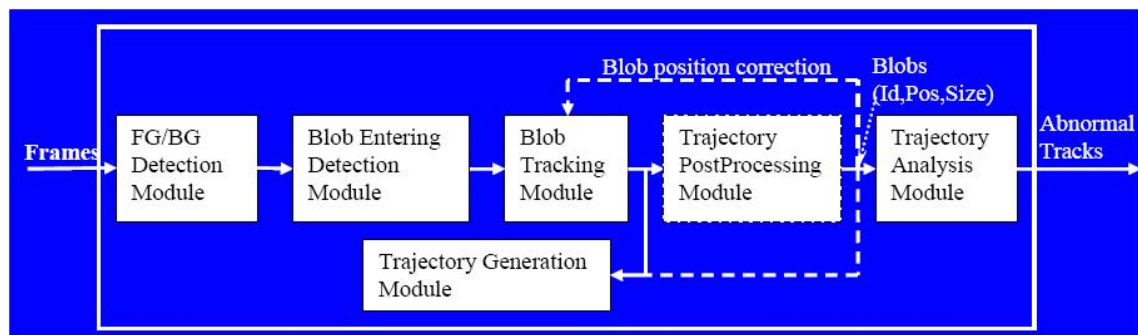 Blob position correction
Blobs
(Id,Pos,Size)
Frames
FG/BG
Detection
Module
Blob Entering
Detection
Module
Blob
Tracking
Module
Trajectory
PostProcessing
Module
Trajectory
Analysis
Module
Abnormal
Tracks
Trajectory Generation
Module